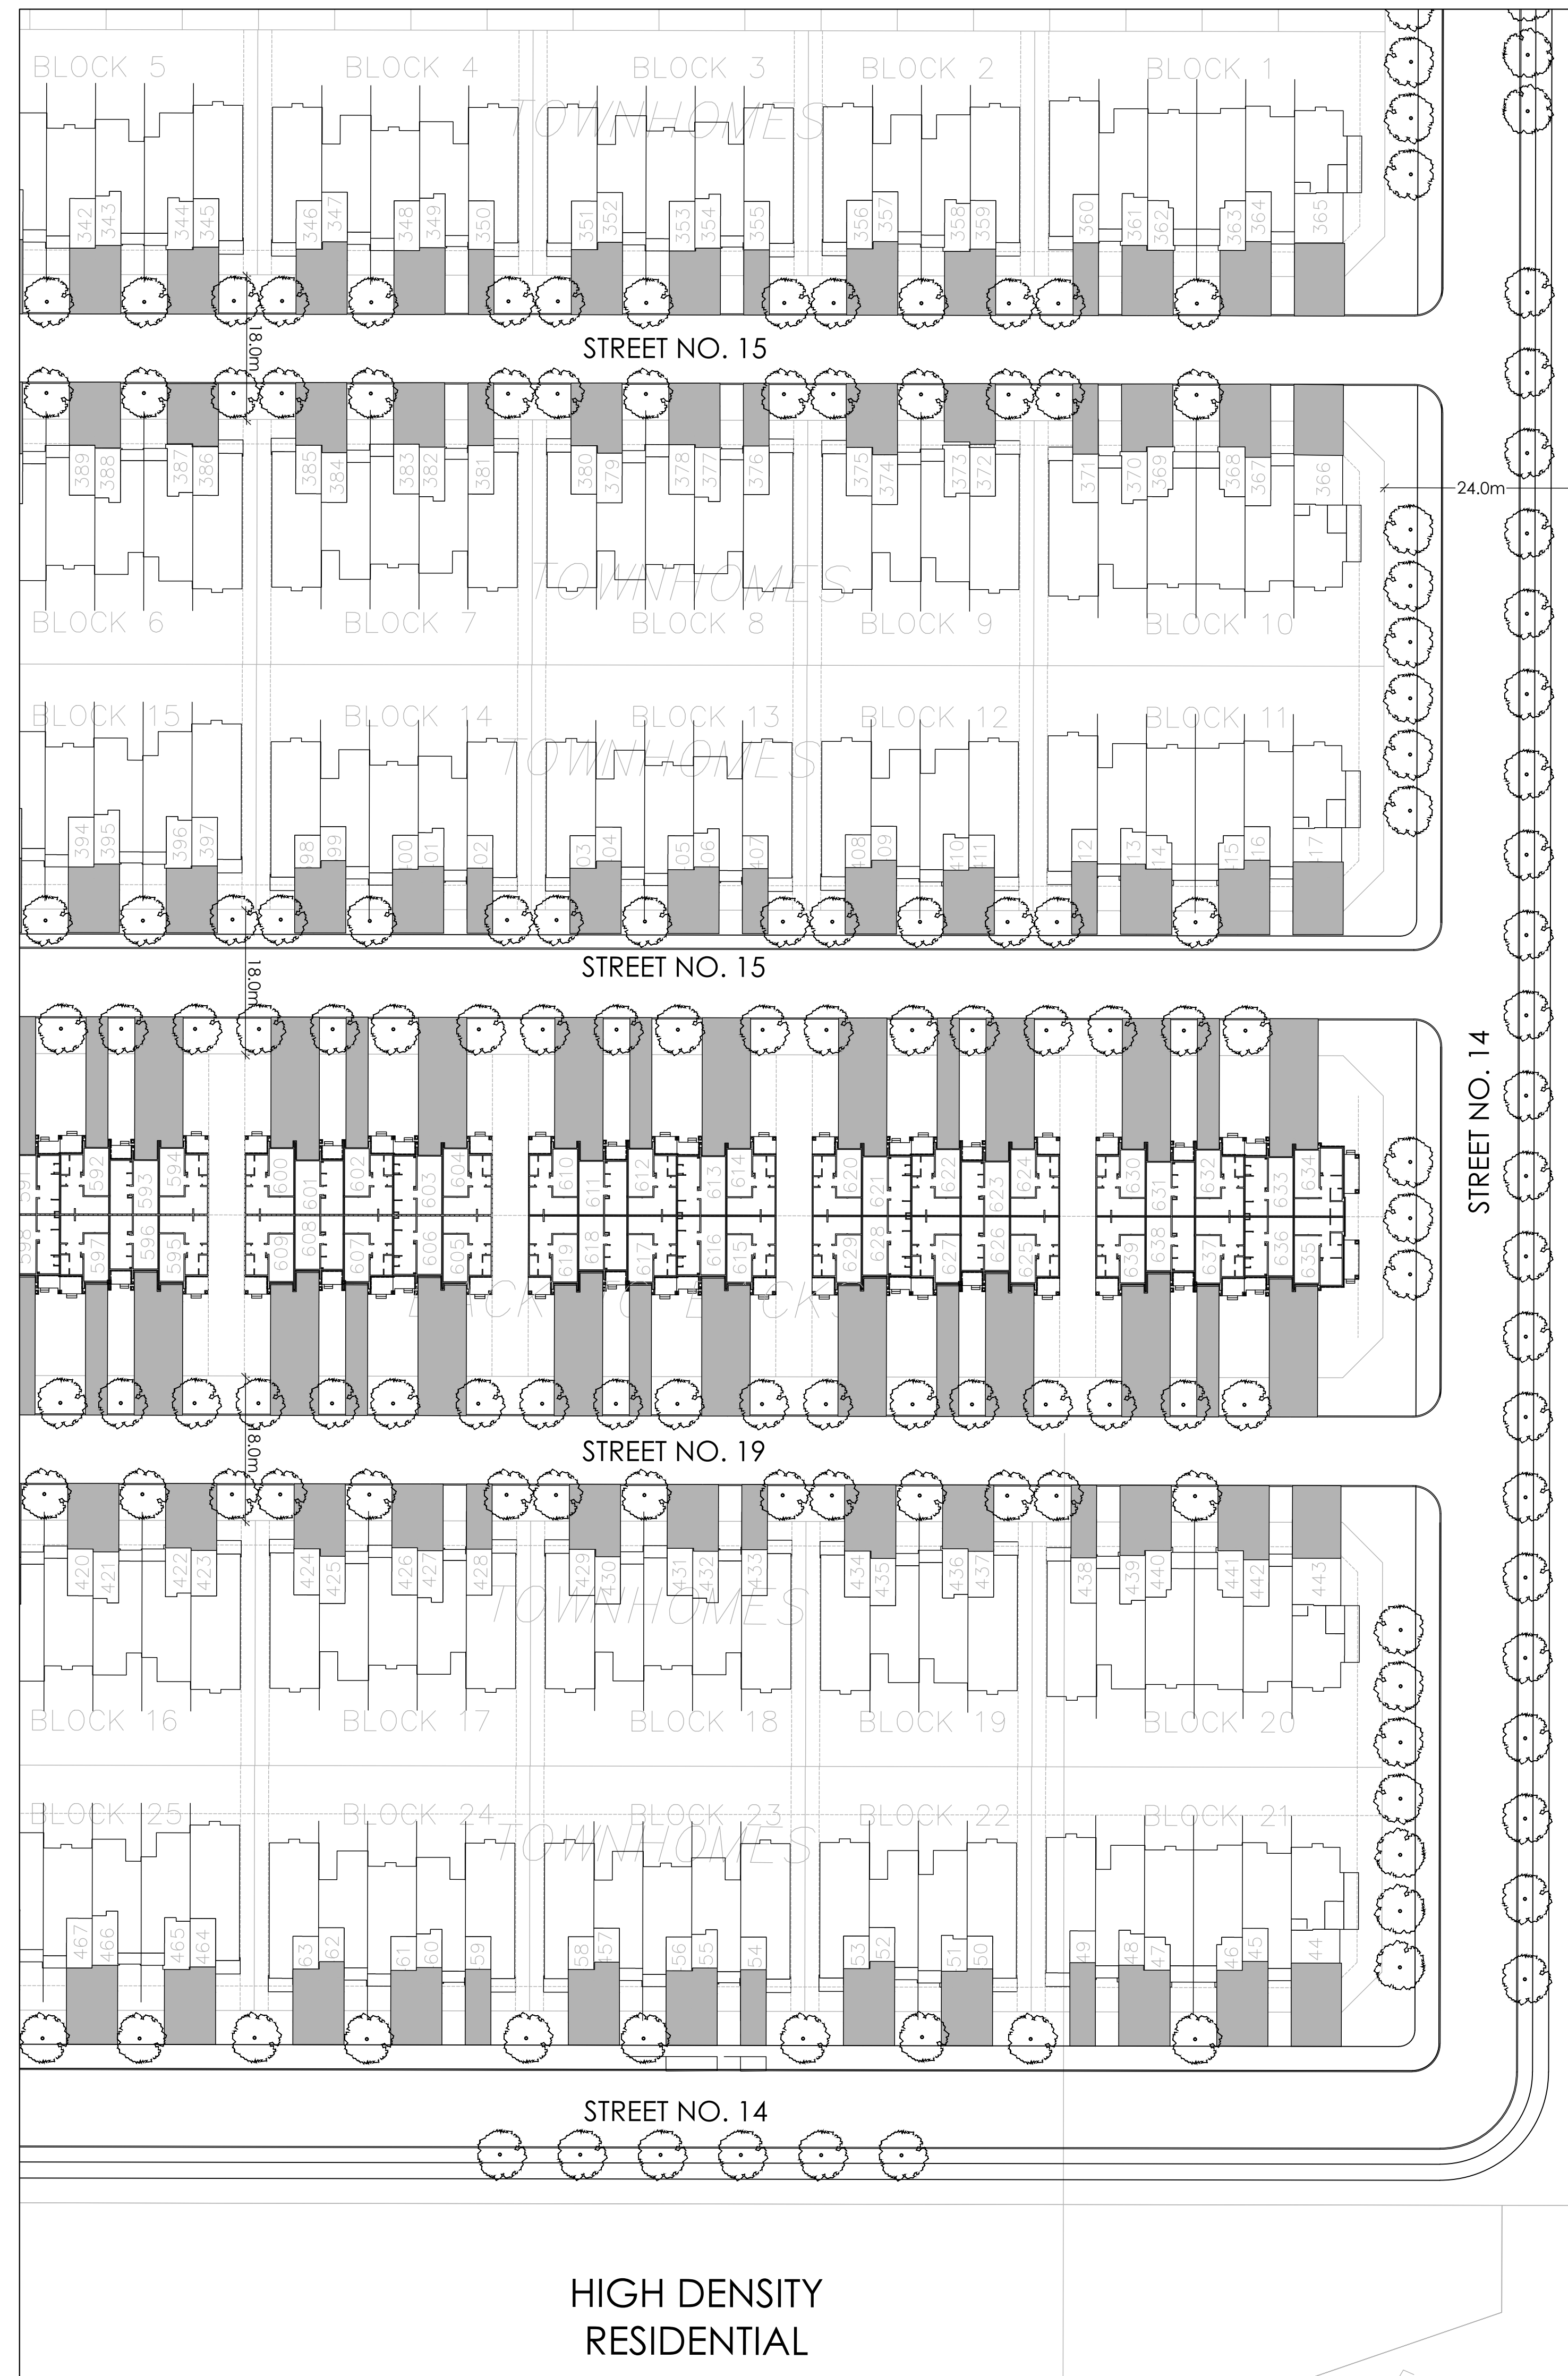 BLOCK 5 BLOCK 4 BLOCK 3 BLOCK 2 BLOCK 1
TOWNHOMES
342 343 344 345 346 347 348 349 350 351 352 353 354 355 356 357 358 359 360 361 362 363 364 365
18.0m
STREET NO. 15
389 388 387 386 385 384 383 382 381 380 379 378 377 376 375 374 373 372 371 370 369 368 367 366
24.0m
TOWNHOMES
BLOCK 6 BLOCK 7 BLOCK 8 BLOCK 9 BLOCK 10
BLOCK 15 BLOCK 14 BLOCK 13 BLOCK 12 BLOCK 11
TOWNHOMES
394 395 396 397 98 99 00 01 02 03 04 05 06 407 408 09 410 411 12 13 14 15 16 17
18.0m
STREET NO. 15
STREET NO. 14
591 592 593 594 600 601 602 603 604 610 611 612 613 614 620 621 622 623 624 630 631 632 633 634
598 597 596 595 609 608 607 606 605 619 618 617 616 615 629 628 627 626 625 639 638 637 636 635
BACK TO BACKS
18.0m
STREET NO. 19
420 421 422 423 424 425 426 427 428 429 430 431 432 433 434 435 436 437 438 439 440 441 442 443
TOWNHOMES
BLOCK 16 BLOCK 17 BLOCK 18 BLOCK 19 BLOCK 20
BLOCK 25 BLOCK 24 BLOCK 23 BLOCK 22 BLOCK 21
TOWNHOMES
467 466 465 464 63 62 61 60 59 58 457 56 55 54 53 52 51 50 49 48 47 46 45 44
STREET NO. 14
HIGH DENSITY
RESIDENTIAL